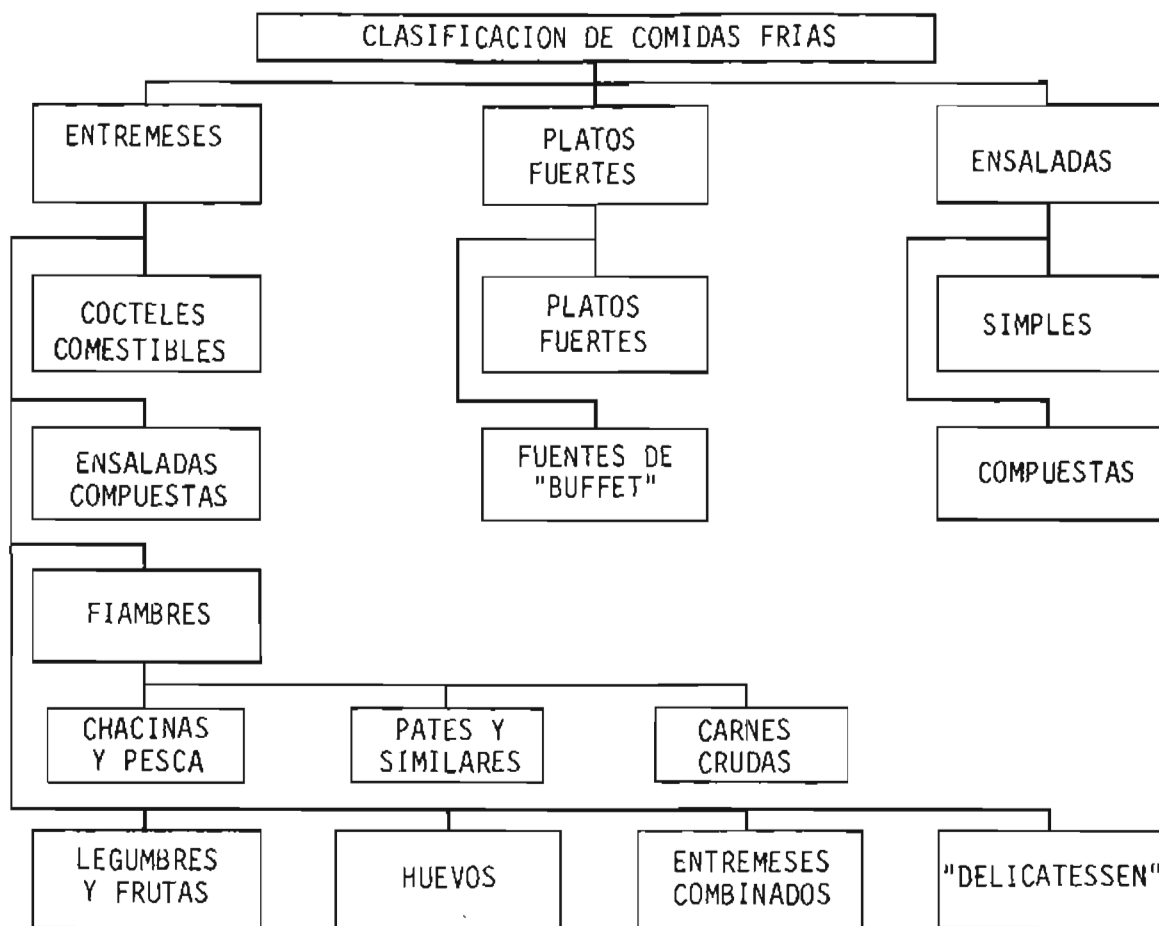 CLASIFICACION DE COMIDAS FRIAS
ENTREMESES
PLATOS
FUERTES
ENSALADAS
COCTELES
COMESTIBLES
PLATOS
FUERTES
SIMPLES
ENSALADAS
COMPUESTAS
FUENTES DE
"BUFFET"
COMPUESTAS
FIAMBRES
CHACINAS
Y PESCA
PATES Y
SIMILARES
CARNES
CRUDAS
LEGUMBRES
Y FRUTAS
HUEVOS
ENTREMESES
COMBINADOS
"DELICATESSEN"